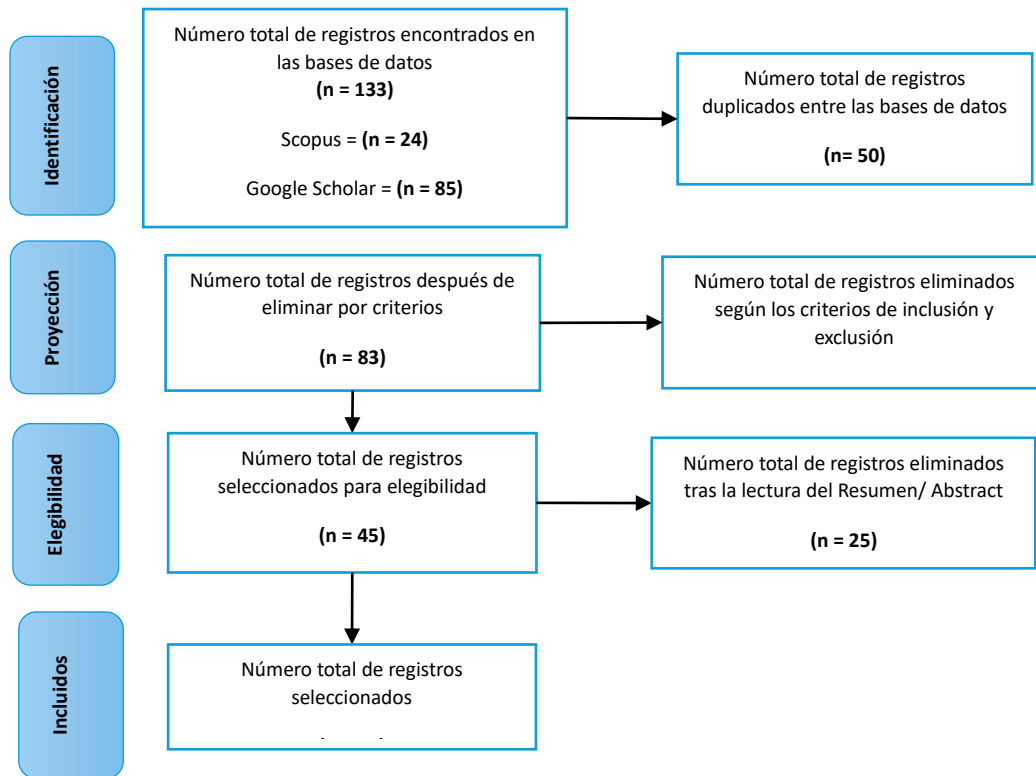 Identificación
Número total de registros encontrados en
las bases de datos
(n = 133)
Scopus = (n = 24)
Google Scholar = (n = 85)
Número total de registros
duplicados entre las bases de datos
(n= 50)
Proyección
Número total de registros después de
eliminar por criterios
(n = 83)
Número total de registros eliminados
según los criterios de inclusión y
exclusión
Elegibilidad
Número total de registros
seleccionados para elegibilidad
(n = 45)
Número total de registros eliminados
tras la lectura del Resumen/ Abstract
(n = 25)
Incluidos
Número total de registros
seleccionados